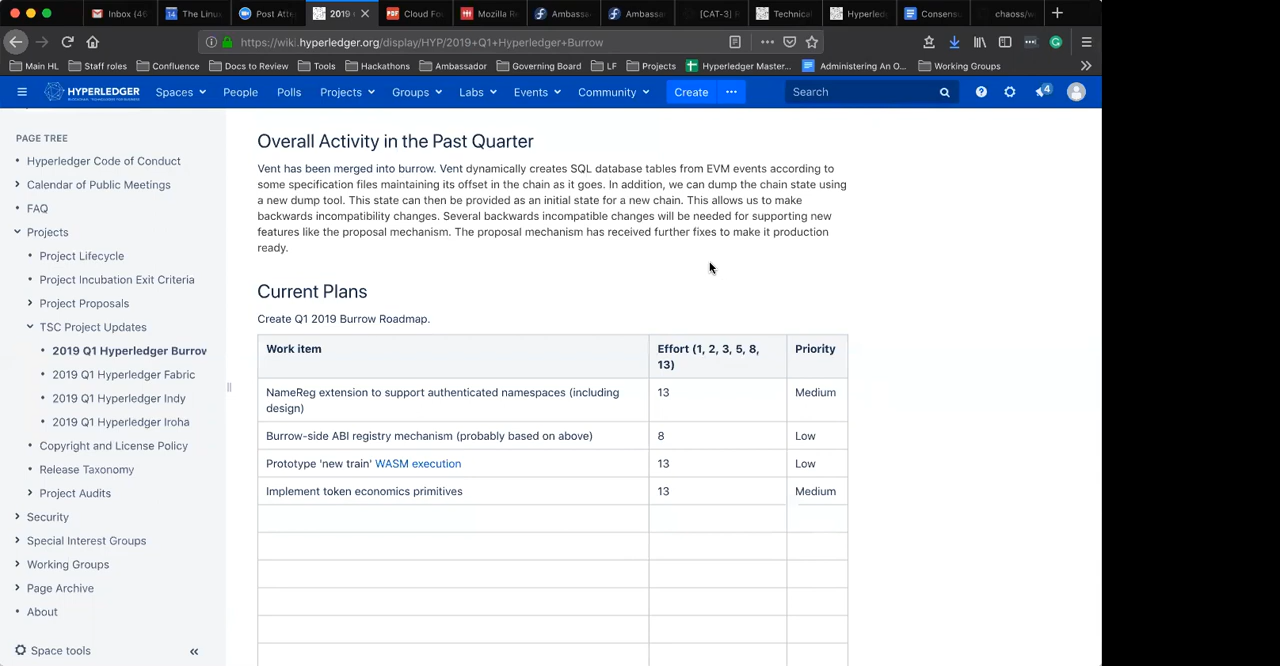 Inbox (46
The Linu
Post Atte
2019
Cloud Fo
Mozilla R
Ambassa
Ambassar
[CAT-3] R
Technical
Hyperled
Consens
chaoss/w
https://wiki.hyperledger.org/display/HYP/2019+Q1+Hyperledger+Burrow
Main HL
Staff roles
Confluence
Docs to Review
Tools
Hackathons
Ambassador
Governing Board
LF
Projects
Hyperledger Master...
Administering An O...
Working Groups
HYPERLEDGER
Spaces
People
Polls
Projects
Groups
Labs
Events
Community
Create
Search
4
PAGE TREE
Hyperledger Code of Conduct
Calendar of Public Meetings
FAQ
Projects
Project Lifecycle
Project Incubation Exit Criteria
Project Proposals
TSC Project Updates
2019 Q1 Hyperledger Burrow
2019 Q1 Hyperledger Fabric
2019 Q1 Hyperledger Indy
2019 Q1 Hyperledger Iroha
Copyright and License Policy
Release Taxonomy
Project Audits
Security
Special Interest Groups
Working Groups
Page Archive
About
Space tools
Overall Activity in the Past Quarter
Vent has been merged into burrow. Vent dynamically creates SQL database tables from EVM events according to
some specification files maintaining its offset in the chain as it goes. In addition, we can dump the chain state using
a new dump tool. This state can then be provided as an initial state for a new chain. This allows us to make
backwards incompatibility changes. Several backwards incompatible changes will be needed for supporting new
features like the proposal mechanism. The proposal mechanism has received further fixes to make it production
ready.
Current Plans
Create Q1 2019 Burrow Roadmap.
Work item Effort (1, 2, 3, 5, 8, Priority
13)
NameReg extension to support authenticated namespaces (including 13 Medium
design)
Burrow-side ABI registry mechanism (probably based on above) 8 Low
Prototype 'new train' WASM execution 13 Low
Implement token economics primitives 13 Medium